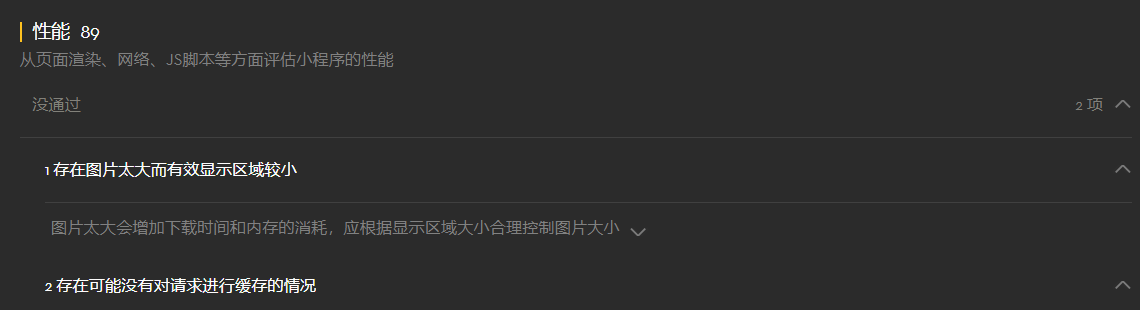 性能 89
从页面渲染、网络、JS脚本等方面评估小程序的性能
没通过 2 项
1 存在图片太大而有效显示区域较小
图片太大会增加下载时间和内存的消耗，应根据显示区域大小合理控制图片大小
2 存在可能没有对请求进行缓存的情况